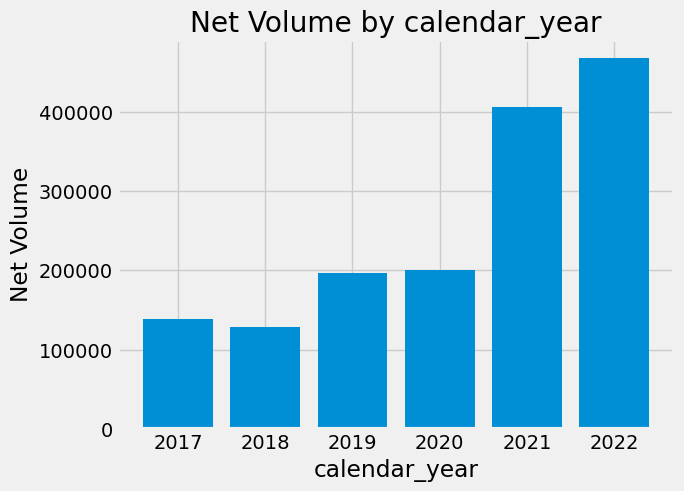 Net Volume by calendar_year
Net Volume
400000
300000
200000
100000
0
2017 2018 2019 2020 2021 2022
calendar_year